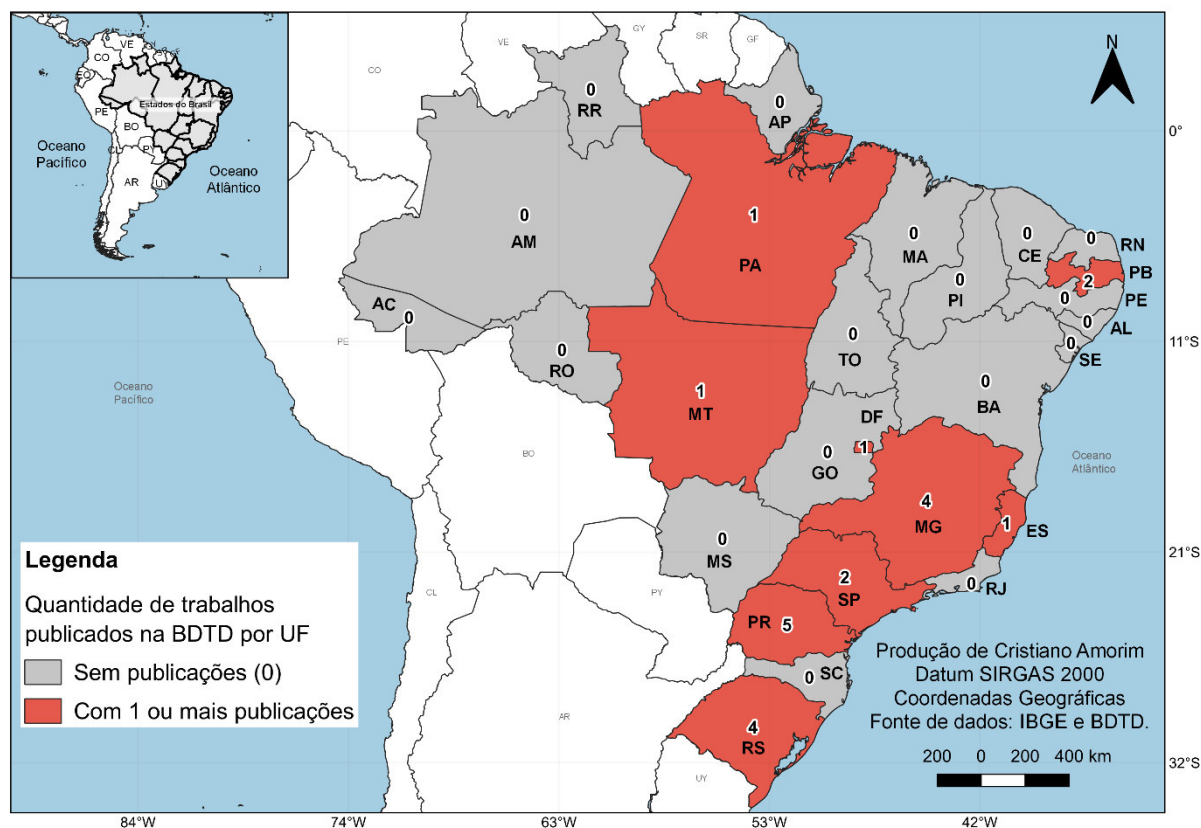 VE
CO
EQ
PE
BO
AR
UY
Estados do Brasil
Oceano
Pacífico
Oceano
Atlântico
N
VE
GY
SR
GF
CO
0
RR
0
AP
0°
0
AM
1
PA
0
MA
0
CE
0
RN
PB
2
0
PI
0
PE
AC
0
0
AL
0
SE
PE
11°S
0
RO
0
TO
Oceano
Pacífico
1
MT
0
BA
DF
1
0
GO
BO
Oceano
Atlântico
4
MG
1
ES
0
MS
21°S
2
SP
0
RJ
CL
PY
PR
5
0
SC
AR
4
RS
UY
32°S
Legenda
Quantidade de trabalhos
publicados na BDTD por UF
Sem publicações (0)
Com 1 ou mais publicações
Produção de Cristiano Amorim
Datum SIRGAS 2000
Coordenadas Geográficas
Fonte de dados: IBGE e BDTD.
200 0 200 400 km
84°W 74°W 63°W 53°W 42°W